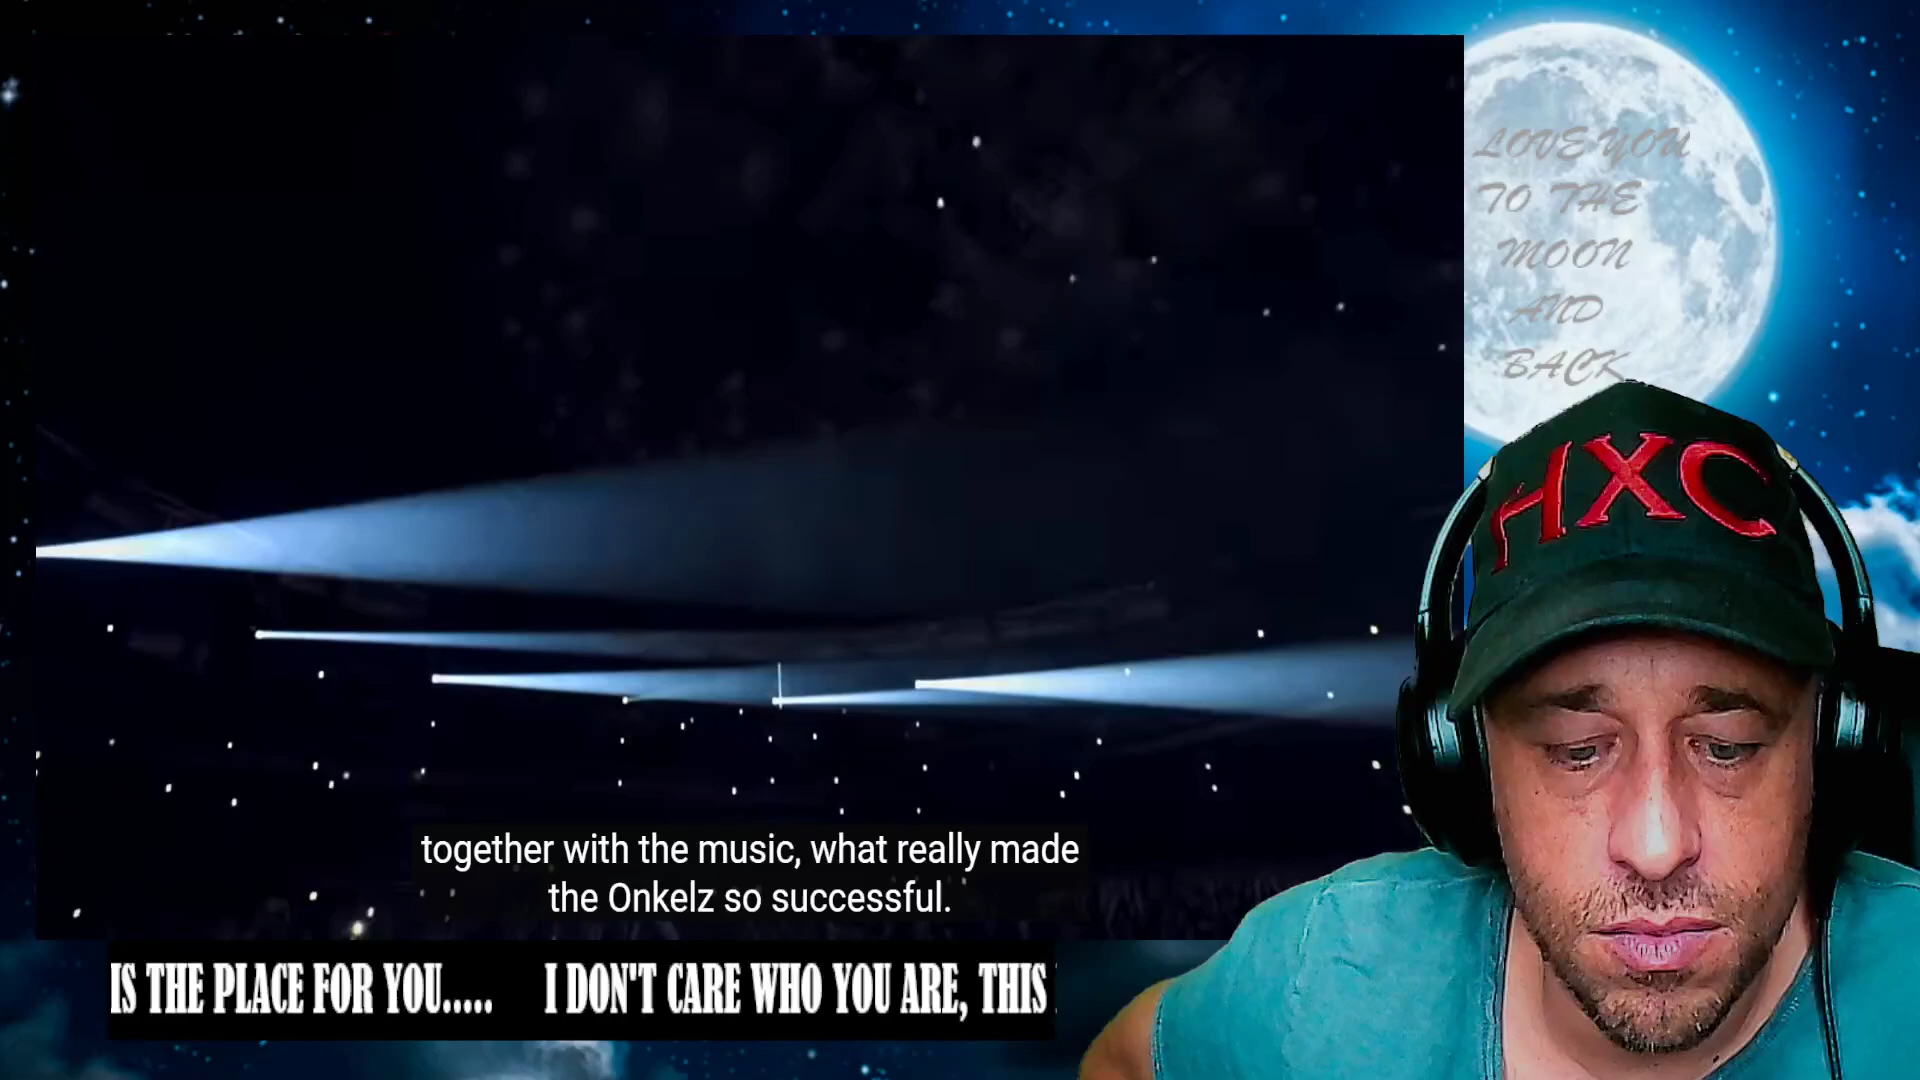 LOVE YOU
TO THE
MOON
AND
BACK
HXC
together with the music, what really made
the Onkelz so successful.
IS THE PLACE FOR YOU..... I DON'T CARE WHO YOU ARE, THIS